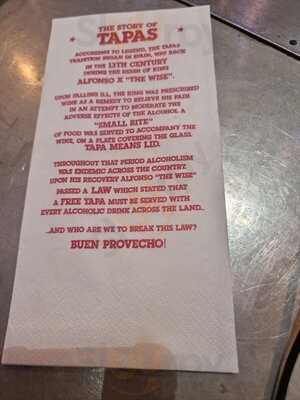 THE STORY OF
TAPAS
ACCORDING TO LEGEND, THE TAPAS
TRADITION BEGAN IN SPAIN, WAY BACK
IN THE 13TH CENTURY
DURING THE REIGN OF KING
ALFONSO X "THE WISE".
UPON FALLING ILL, THE KING WAS PRESCRIBED
WINE AS A REMEDY TO RELIEVE HIS PAIN
IN AN ATTEMPT TO MODERATE THE
ADVERSE EFFECTS OF THE ALCOHOL A
"SMALL BITE"
OF FOOD WAS SERVED TO ACCOMPANY THE
WINE, ON A PLATE COVERING THE GLASS.
TAPA MEANS LID.
THROUGHOUT THAT PERIOD ALCOHOLISM
WAS ENDEMIC ACROSS THE COUNTRY.
UPON HIS RECOVERY ALFONSO "THE WISE"
PASSED A LAW WHICH STATED THAT
A FREE TAPA MUST BE SERVED WITH
EVERY ALCOHOLIC DRINK ACROSS THE LAND..
..AND WHO ARE WE TO BREAK THIS LAW?
BUEN PROVECHO!